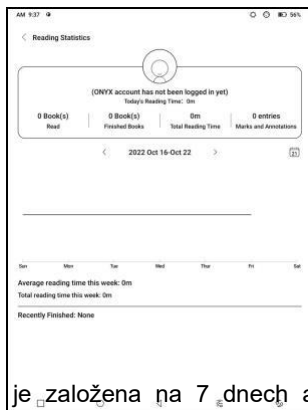 AM 9:37
56%
Reading Statistics
(ONYX account has not been logged in yet)
Today's Reading Time: 0m
0 Book(s) 0 Book(s) 0m 0 entries
Read Finished Books Total Reading Time Marks and Annotations
2022 Oct 16-Oct 22
Sun Mon Tue Wed Thur Fri Sat
Average reading time this week: 0m
Total reading time this week: 0m
Recently Finished: None
je založena na 7 dnech a